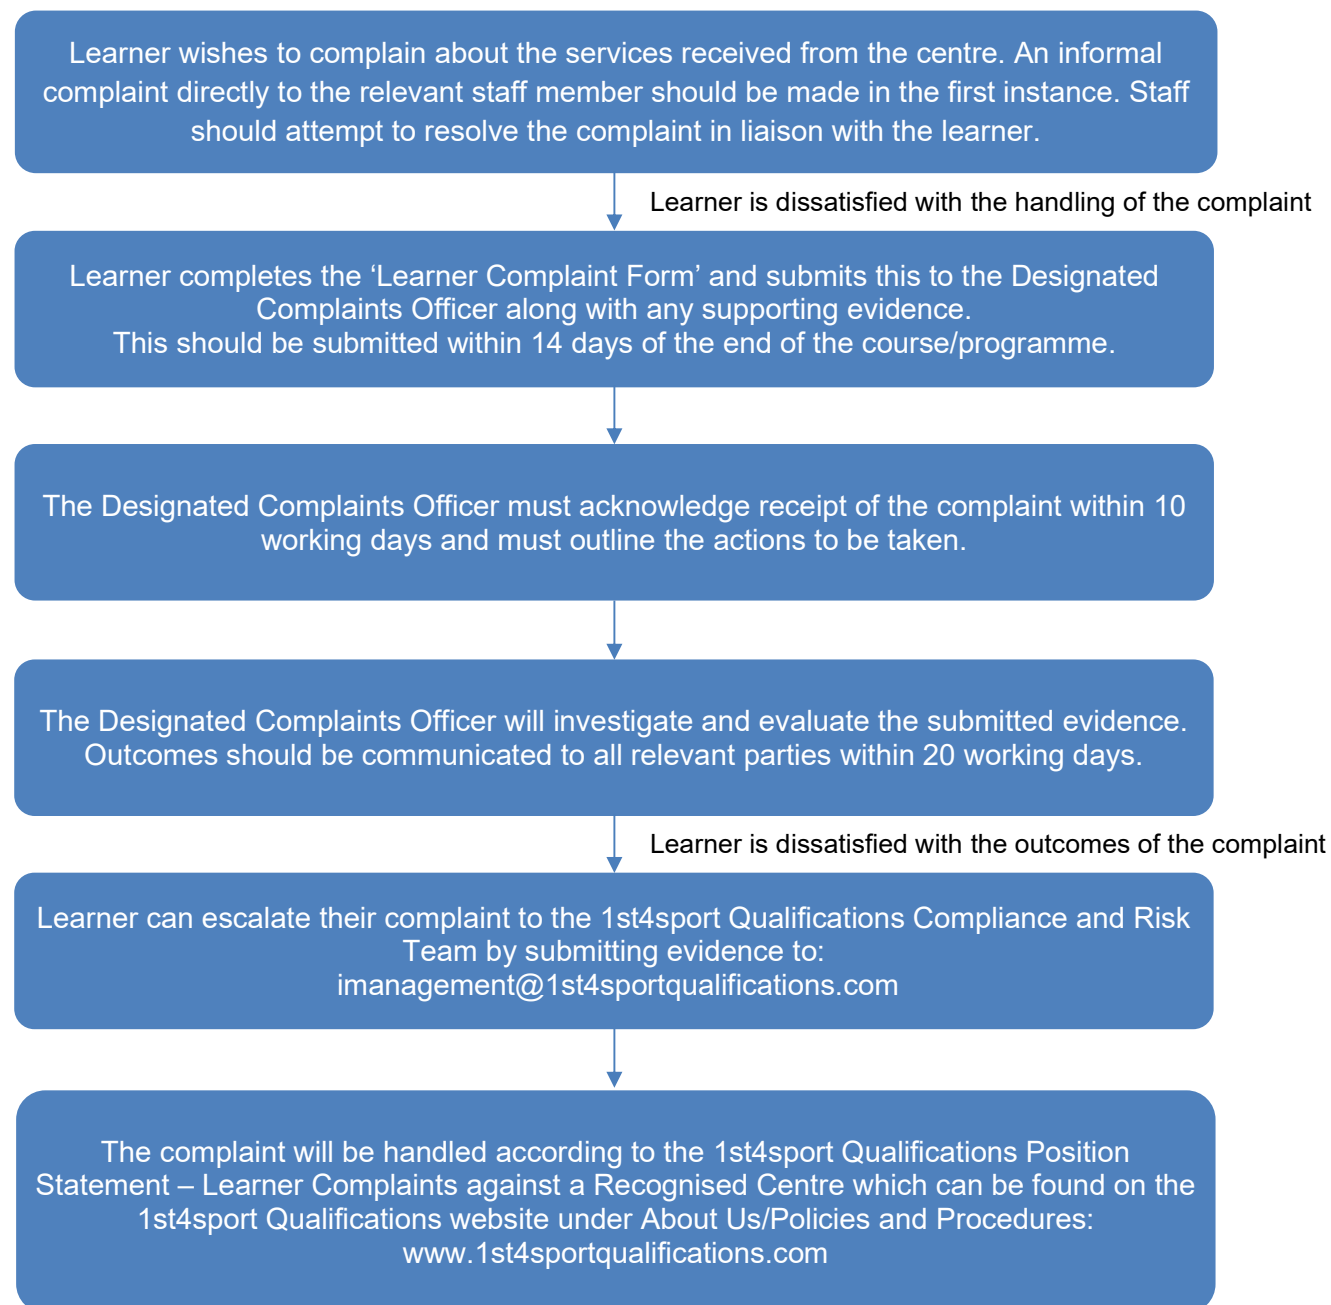 Learner wishes to complain about the services received from the centre. An informal
complaint directly to the relevant staff member should be made in the first instance. Staff
should attempt to resolve the complaint in liaison with the learner.
Learner is dissatisfied with the handling of the complaint
Learner completes the ‘Learner Complaint Form’ and submits this to the Designated
Complaints Officer along with any supporting evidence.
This should be submitted within 14 days of the end of the course/programme.
The Designated Complaints Officer must acknowledge receipt of the complaint within 10
working days and must outline the actions to be taken.
The Designated Complaints Officer will investigate and evaluate the submitted evidence.
Outcomes should be communicated to all relevant parties within 20 working days.
Learner is dissatisfied with the outcomes of the complaint
Learner can escalate their complaint to the 1st4sport Qualifications Compliance and Risk
Team by submitting evidence to:
imanagement@1st4sportqualifications.com
The complaint will be handled according to the 1st4sport Qualifications Position
Statement – Learner Complaints against a Recognised Centre which can be found on the
1st4sport Qualifications website under About Us/Policies and Procedures:
www.1st4sportqualifications.com